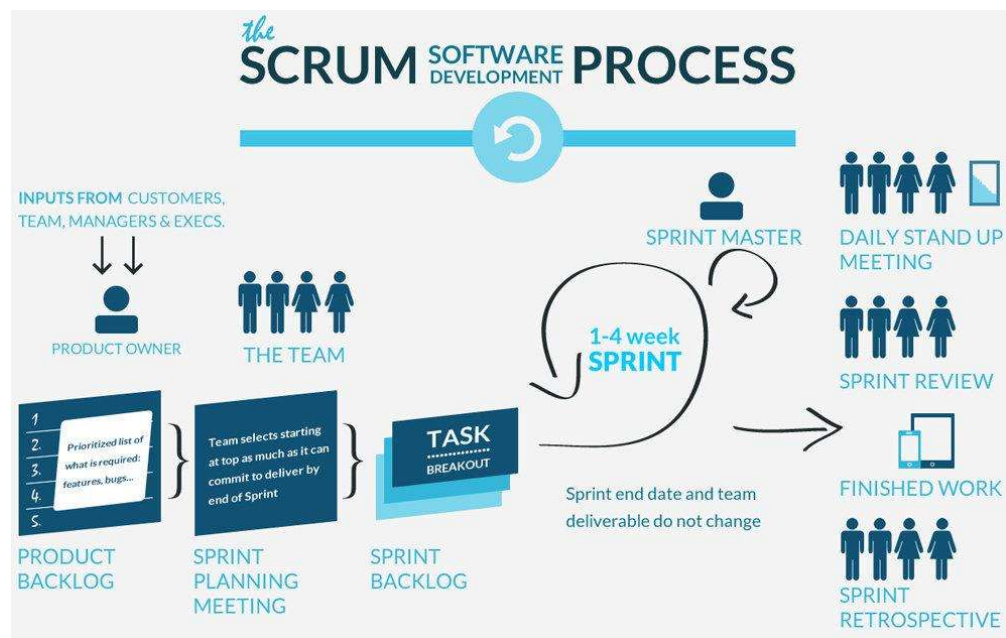 the
SCRUM SOFTWARE DEVELOPMENT PROCESS
INPUTS FROM CUSTOMERS,
TEAM, MANAGERS & EXECS.
PRODUCT OWNER
THE TEAM
SPRINT MASTER
1-4 week
SPRINT
DAILY STAND UP
MEETING
SPRINT REVIEW
FINISHED WORK
SPRINT
RETROSPECTIVE
1
2.
3.
4.
5.
Prioritized list of
what is required:
features, bugs...
PRODUCT
BACKLOG
Team selects starting
at top as much as it can
commit to deliver by
end of Sprint
SPRINT
PLANNING
MEETING
TASK
BREAKOUT
SPRINT
BACKLOG
Sprint end date and team
deliverable do not change